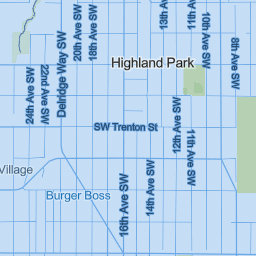 13th Ave
11th Ave SW
10th Ave SW
8th Ave SW
20th Ave SW
18th Ave SW
Highland Park
24th Ave SW
22nd Ave SW
Delridge Way SW
SW Trenton St
12th Ave SW
11th Ave SW
Village
Burger Boss
16th Ave SW
14th Ave SW